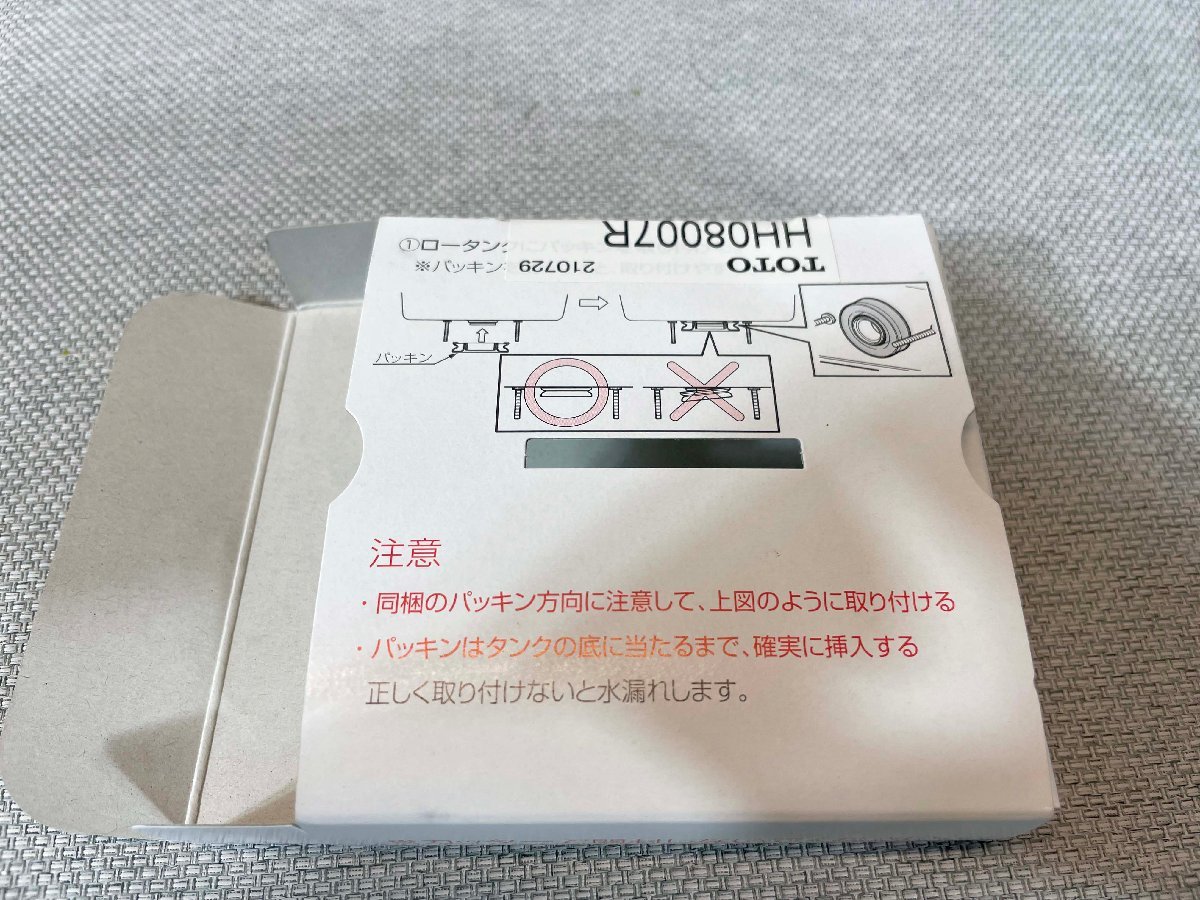 ①ロータンク
※パッキン
HH08007R
TOTO
210729
パッキン
注意
・同梱のパッキン方向に注意して、上図のように取り付ける
・パッキンはタンクの底に当たるまで、確実に挿入する
正しく取り付けないと水漏れします。